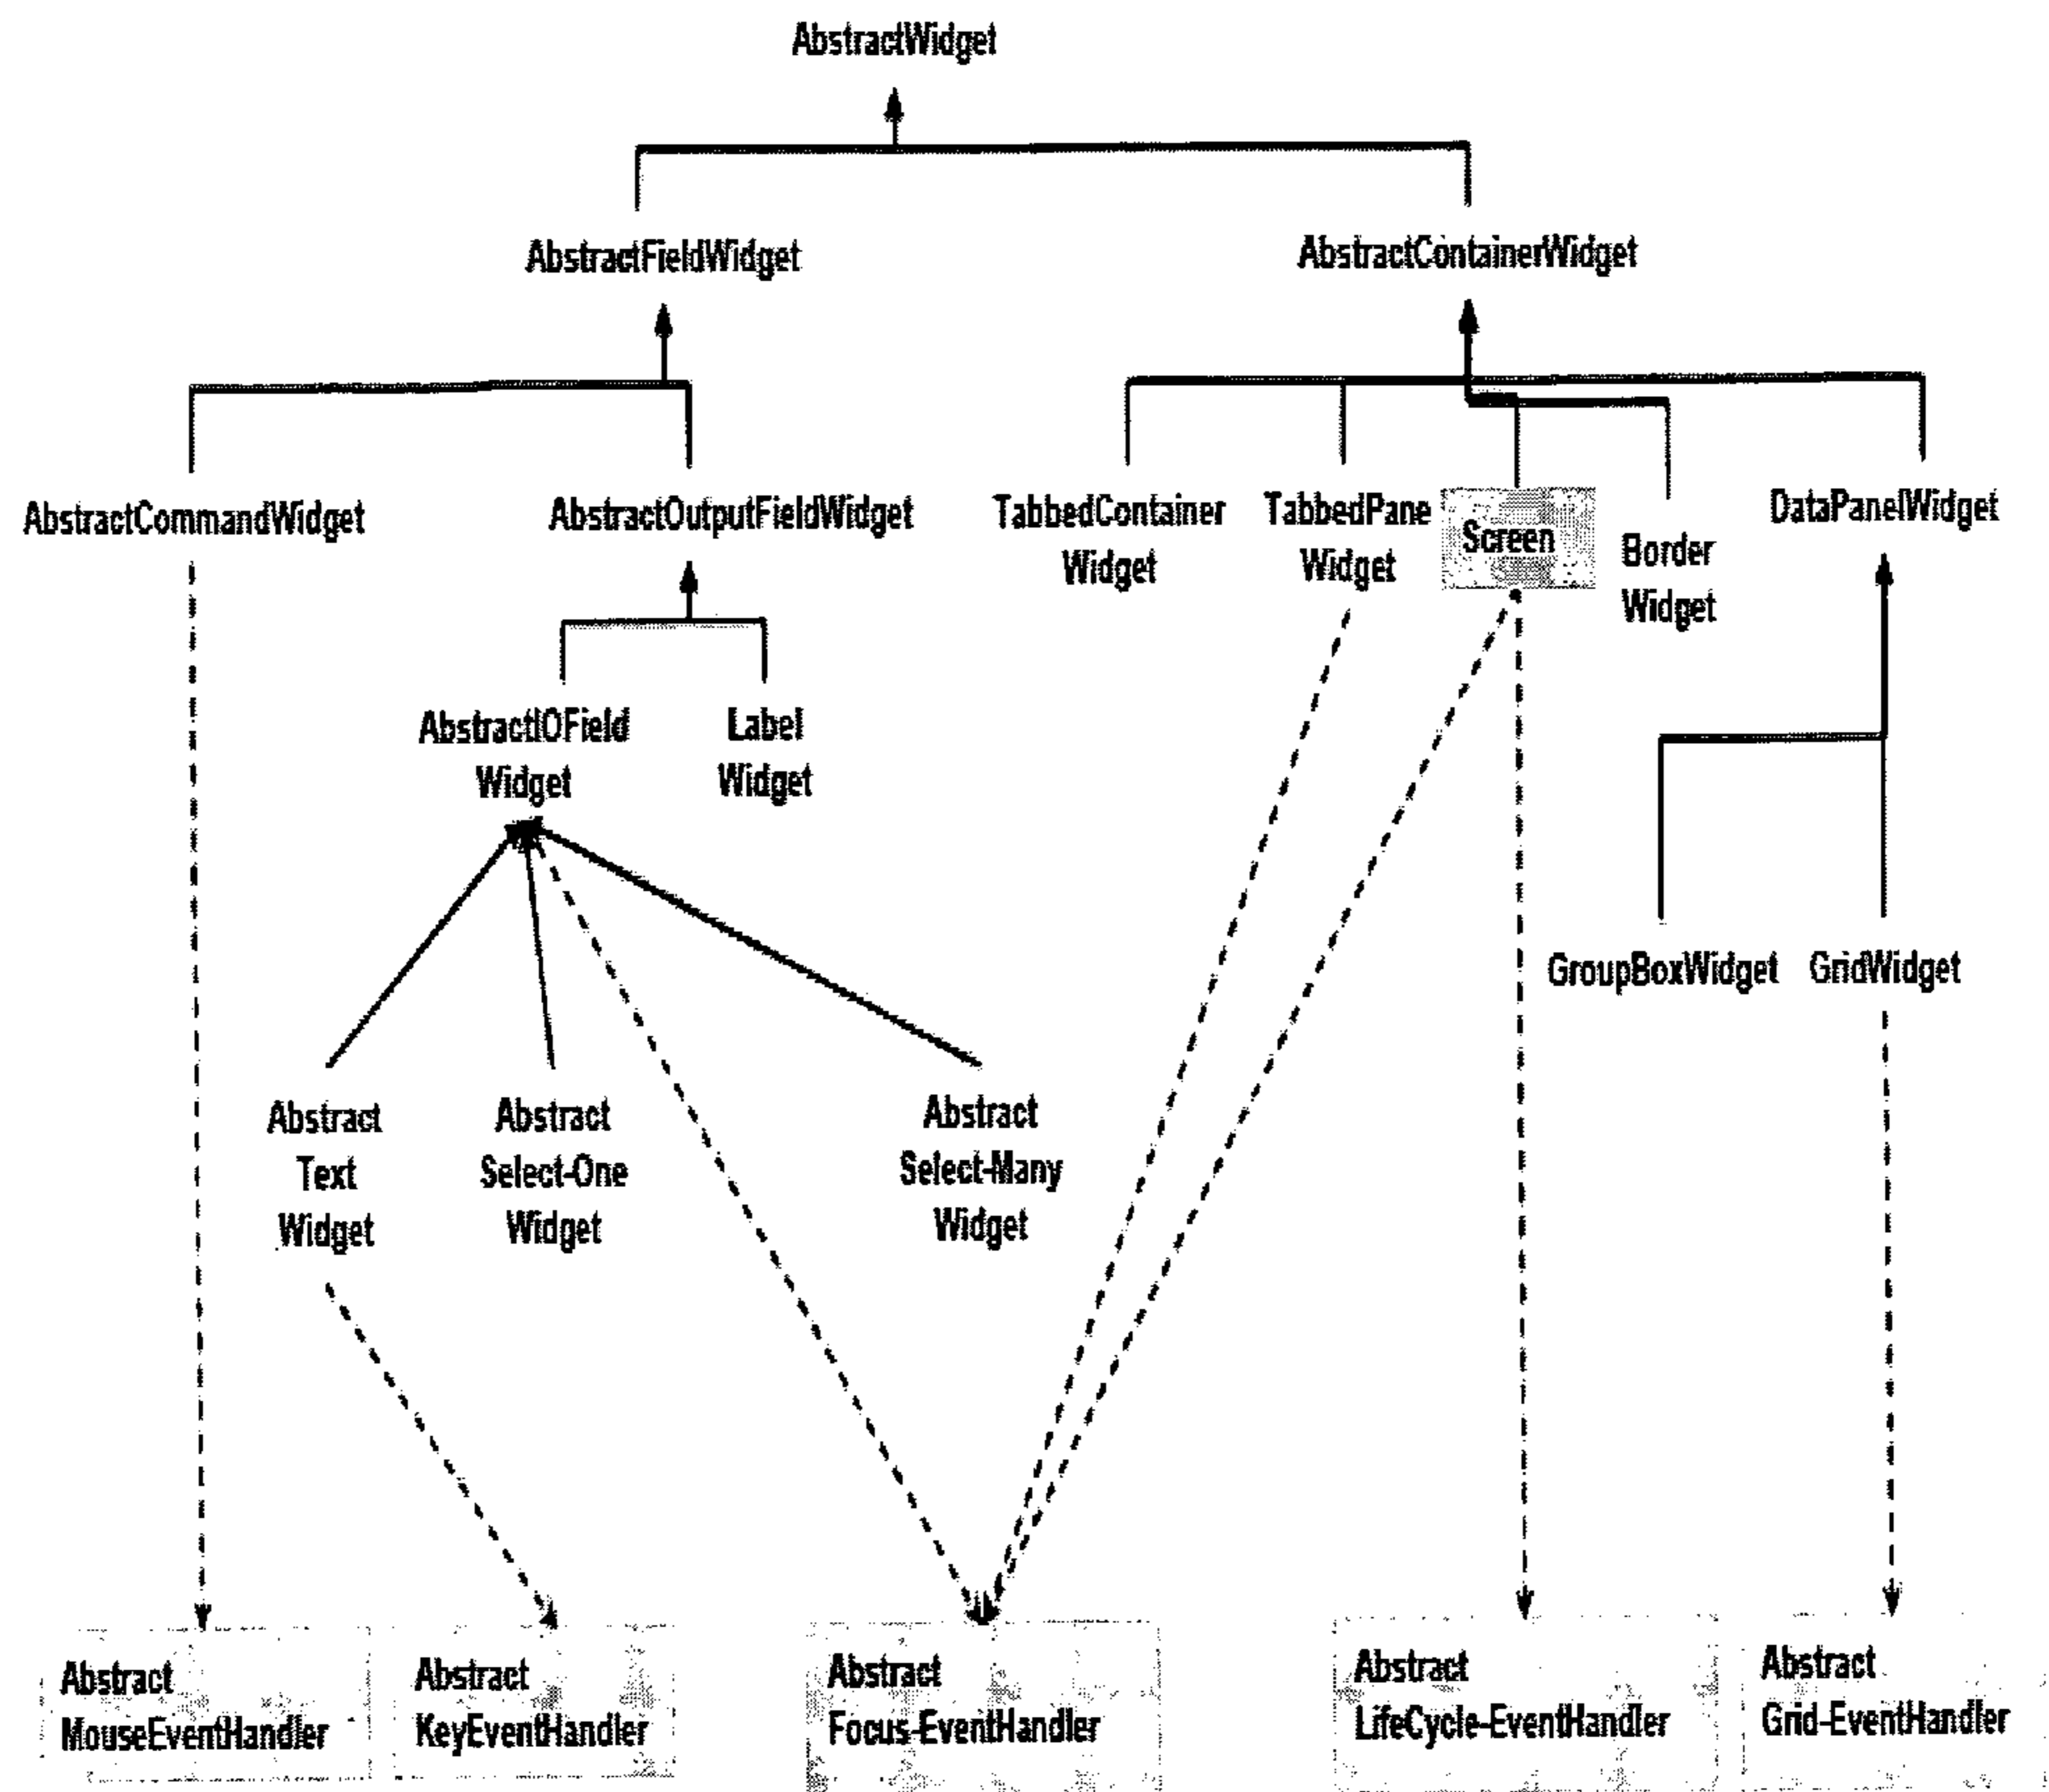 AbstractWidget
AbstractFieldWidget
AbstractContainerWidget
AbstractCommandWidget
AbstractOutputFieldWidget
TabbedContainer
Widget
TabbedPane
Widget
Screen
Border
Widget
DataPanelWidget
AbstractIOField
Widget
Label
Widget
GroupBoxWidget
GridWidget
Abstract
Text
Widget
Abstract
Select-One
Widget
Abstract
Select-Many
Widget
Abstract
MouseEventHandler
Abstract
KeyEventHandler
Abstract
Focus-EventHandler
Abstract
LifeCycle-EventHandler
Abstract
Grid-EventHandler